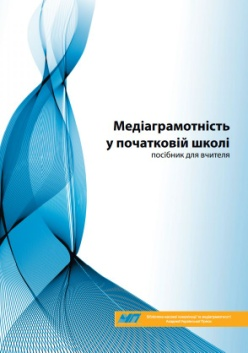 Медіаграмотність
у початковій школі
посібник для вчителя